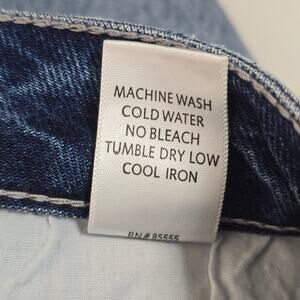 MACHINE WASH
COLD WATER
NO BLEACH
TUMBLE DRY LOW
COOL IRON
RN# 85555